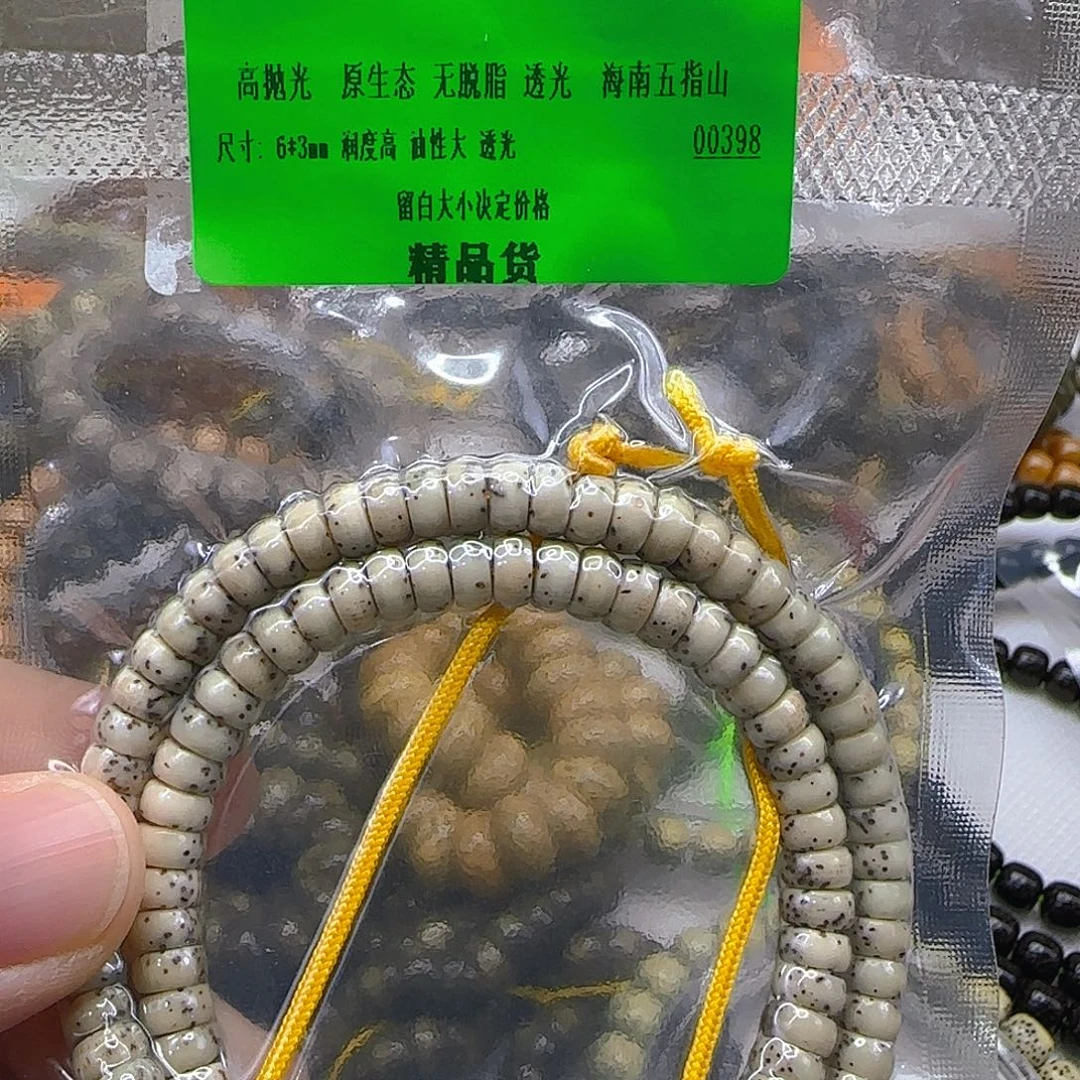 高抛光 原生态 无脱脂 透光 海南五指山
尺寸: 6*3mm 润度高 油性大 透光 00398
留白大小决定价格
精品货